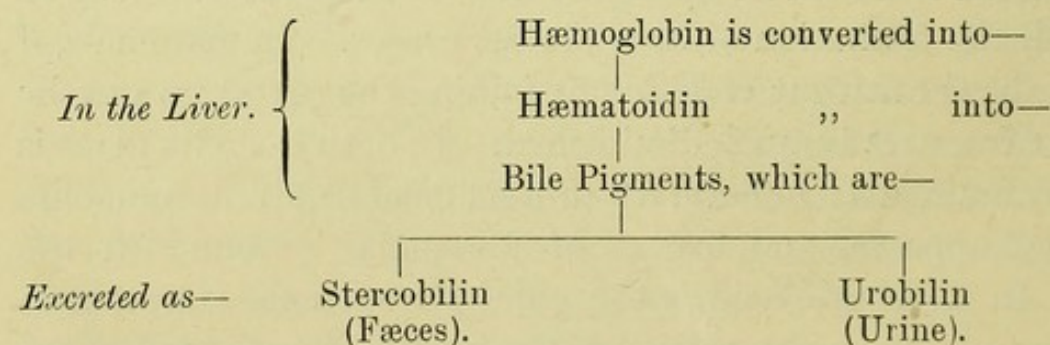 Hæmoglobin is converted into—
In the Liver.
Hæmatoidin ,, into—
Bile Pigments, which are—
Excreted as—
Stercobilin
(Fæces).
Urobilin
(Urine).